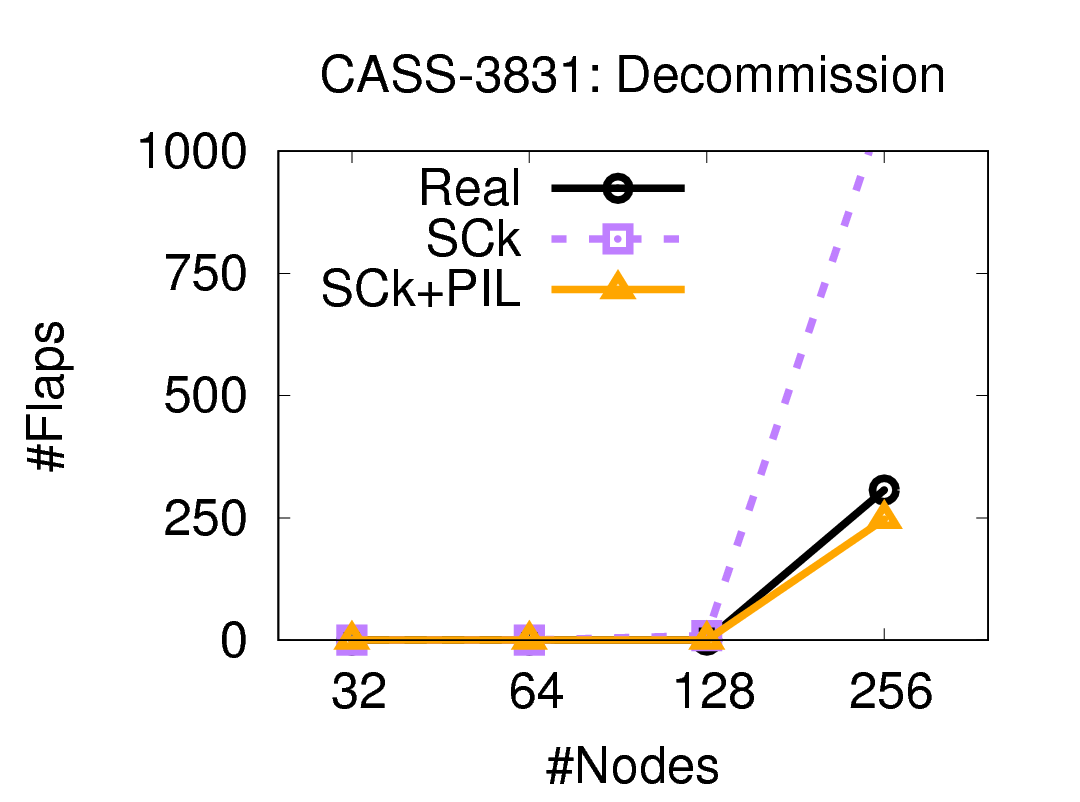 CASS-3831: Decommission
1000
750
500
250
0
#Flaps
Real
SCk
SCk+PIL
32 64 128 256
#Nodes